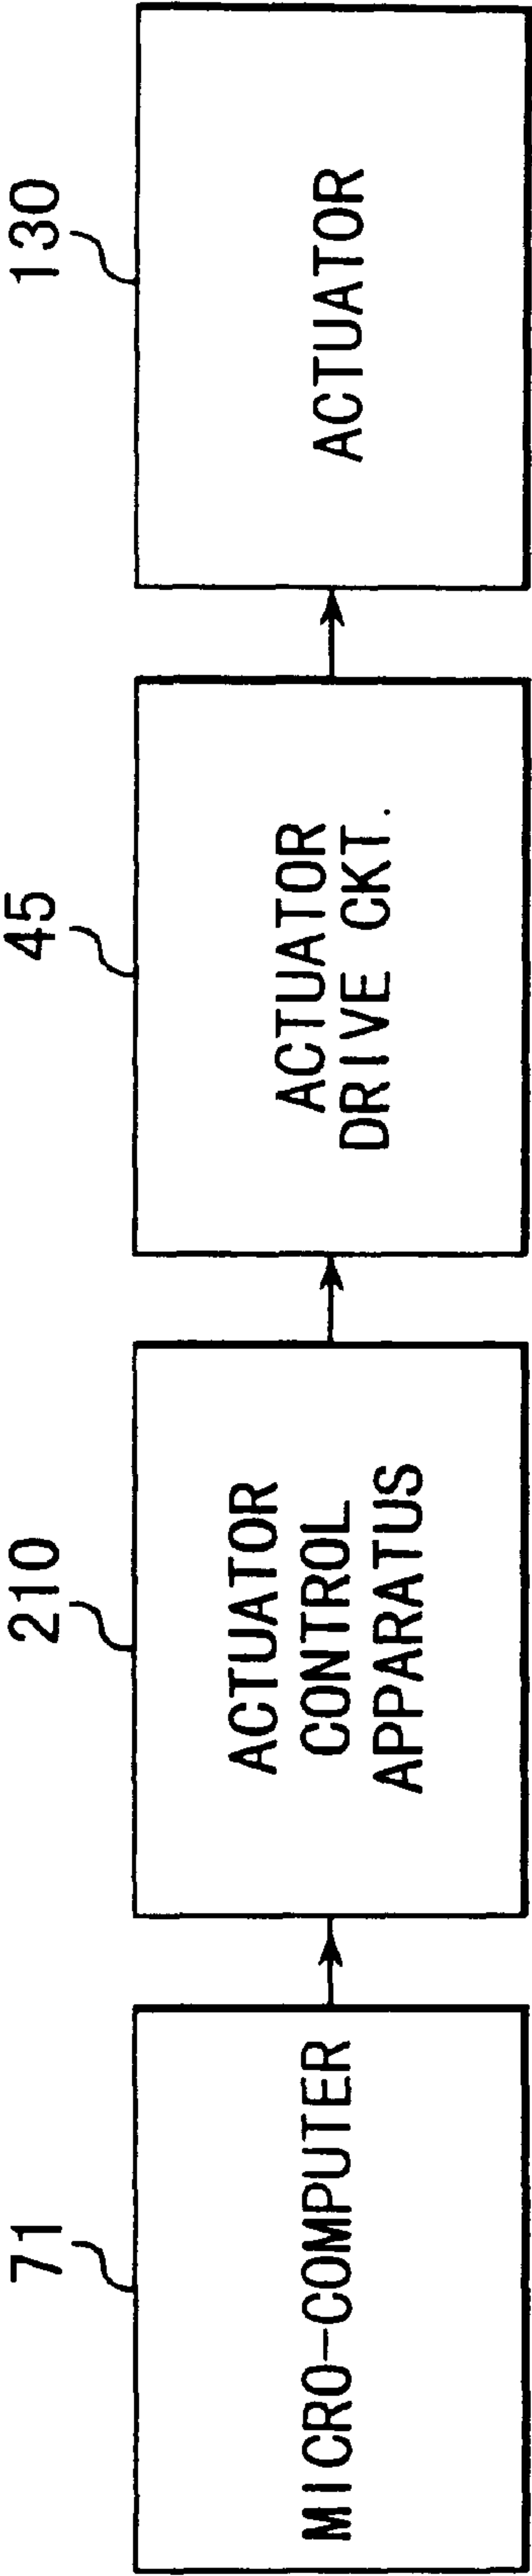 71
MICRO-COMPUTER
210
ACTUATOR
CONTROL
APPARATUS
45
ACTUATOR
DRIVE CKT.
130
ACTUATOR